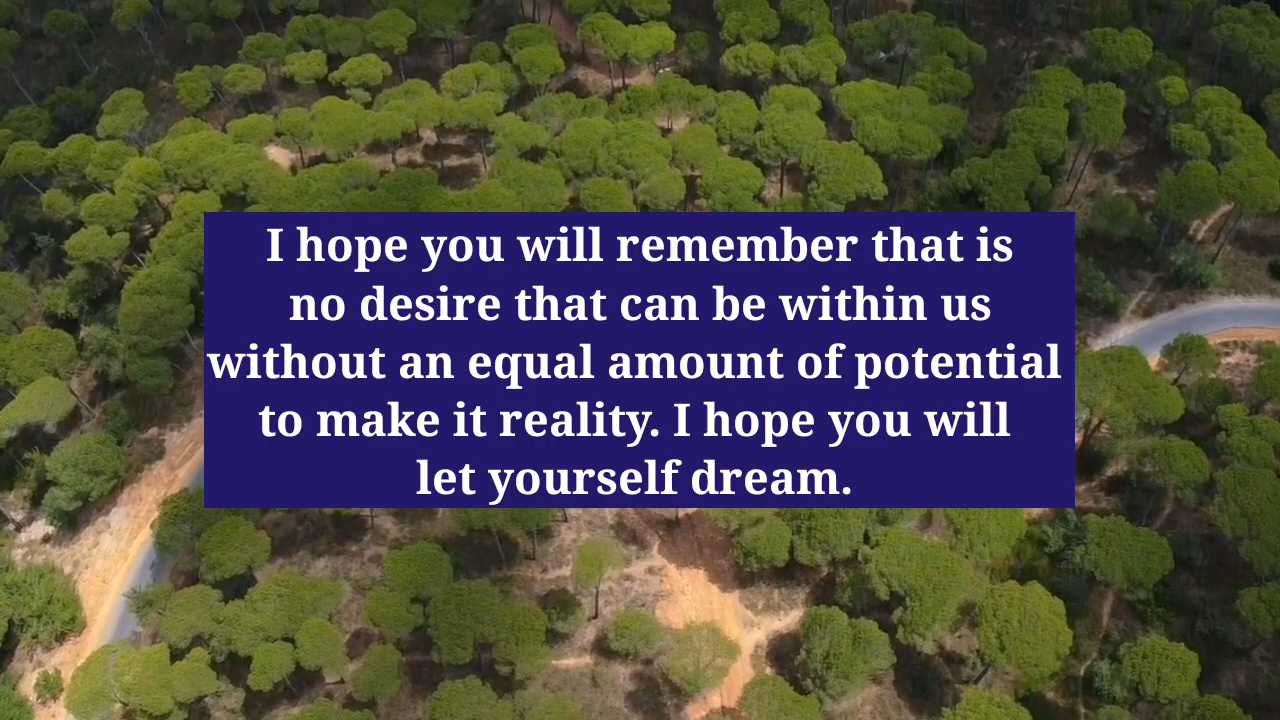 I hope you will remember that is
no desire that can be within us
without an equal amount of potential
to make it reality. I hope you will
let yourself dream.